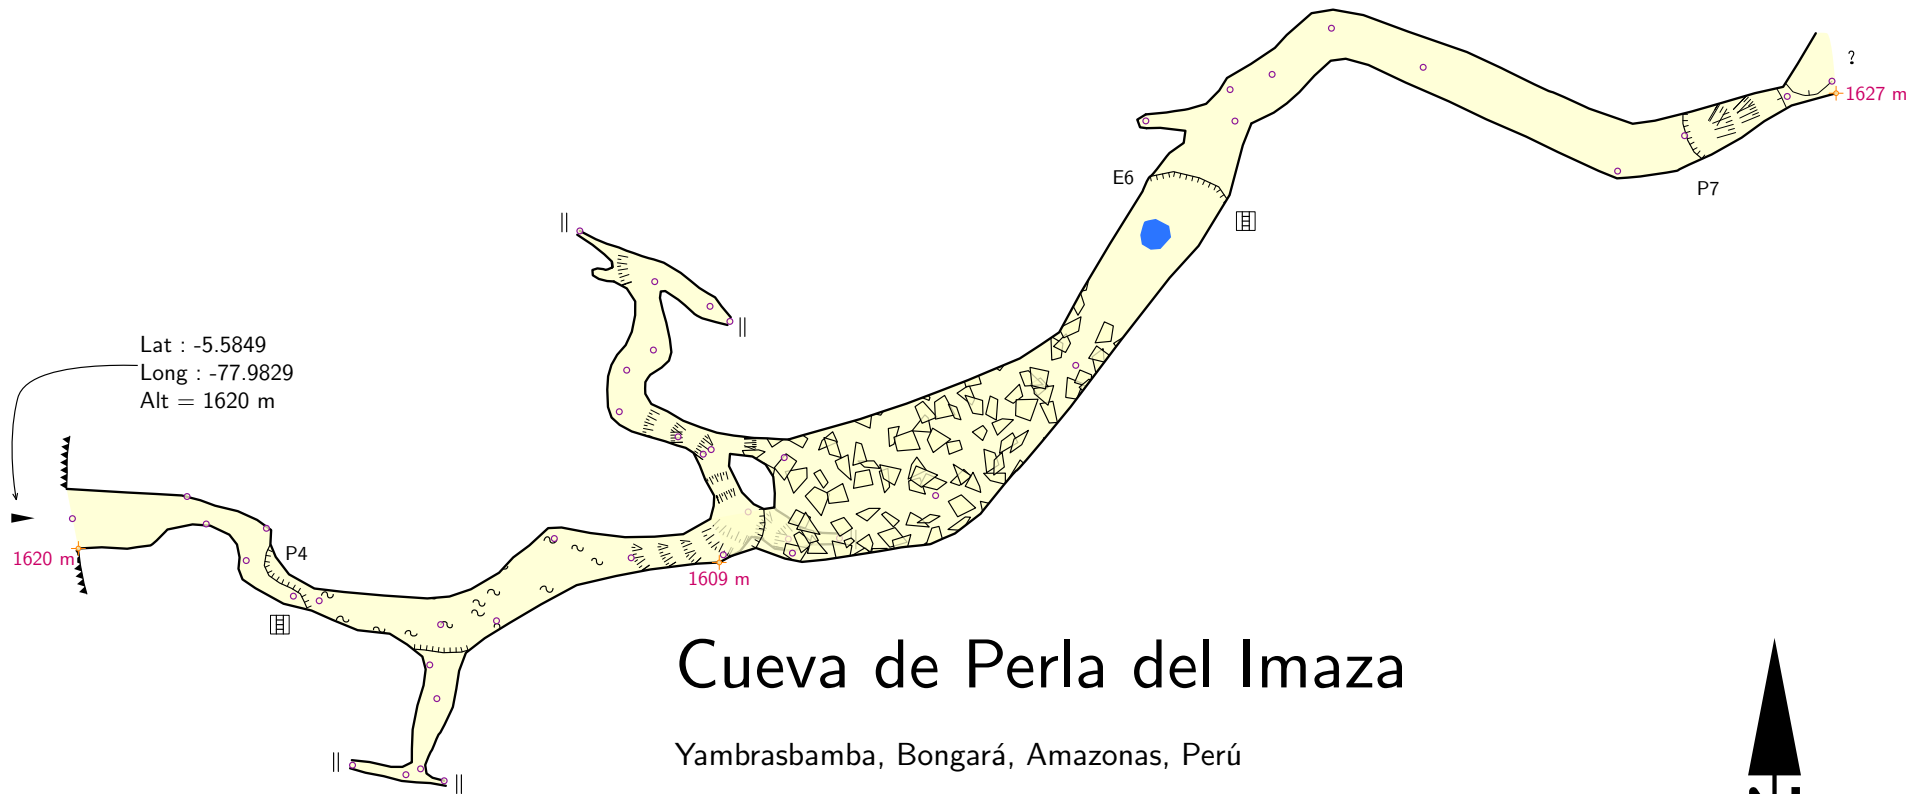 ?
1627 m
E6
P7
Lat : -5.5849
Long : -77.9829
Alt = 1620 m
P4
1620 m
1609 m
Cueva de Perla del Imaza
Yambrasbamba, Bongará, Amazonas, Perú